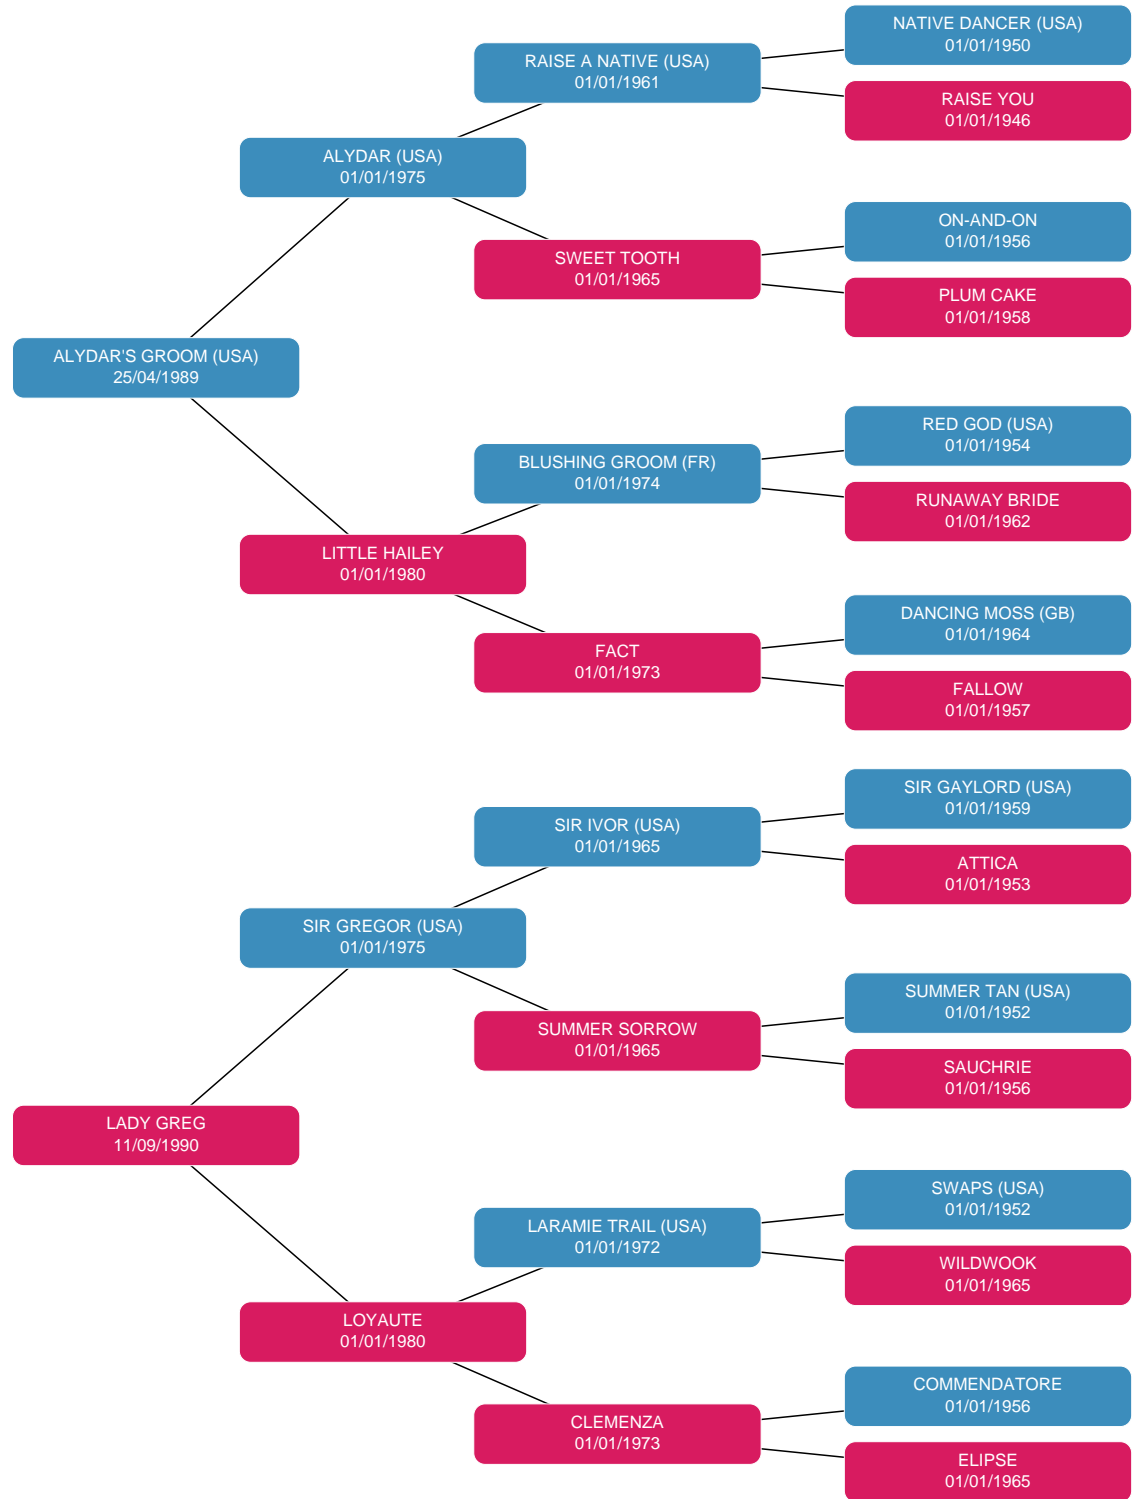 NATIVE DANCER (USA)
01/01/1950
RAISE A NATIVE (USA)
01/01/1961
RAISE YOU
01/01/1946
ALYDAR (USA)
01/01/1975
ON-AND-ON
01/01/1956
SWEET TOOTH
01/01/1965
PLUM CAKE
01/01/1958
ALYDAR'S GROOM (USA)
25/04/1989
RED GOD (USA)
01/01/1954
BLUSHING GROOM (FR)
01/01/1974
RUNAWAY BRIDE
01/01/1962
LITTLE HAILEY
01/01/1980
DANCING MOSS (GB)
01/01/1964
FACT
01/01/1973
FALLOW
01/01/1957
SIR GAYLORD (USA)
01/01/1959
SIR IVOR (USA)
01/01/1965
ATTICA
01/01/1953
SIR GREGOR (USA)
01/01/1975
SUMMER TAN (USA)
01/01/1952
SUMMER SORROW
01/01/1965
SAUCHRIE
01/01/1956
LADY GREG
11/09/1990
SWAPS (USA)
01/01/1952
LARAMIE TRAIL (USA)
01/01/1972
WILDWOOK
01/01/1965
LOYAUTE
01/01/1980
COMMENDATORE
01/01/1956
CLEMENZA
01/01/1973
ELIPSE
01/01/1965